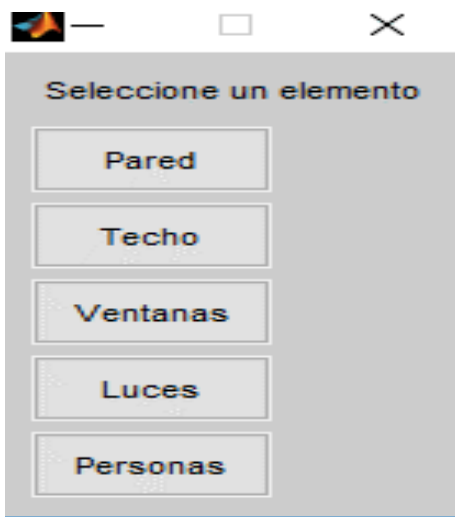 Seleccione un elemento
Pared
Techo
Ventanas
Luces
Personas